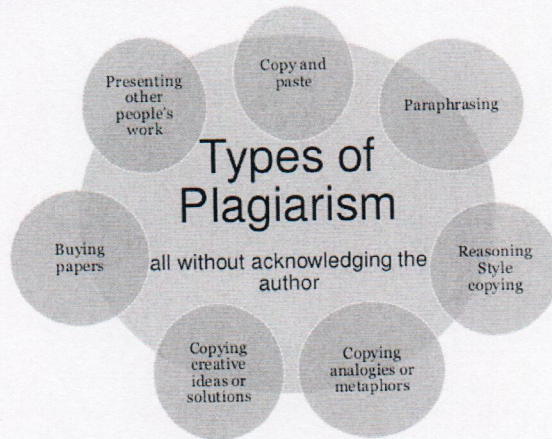 Types of
Plagiarism
all without acknowledging the
author
Copy and
paste
Paraphrasing
Reasoning
Style
copying
Copying
analogies or
metaphors
Copying
creative
ideas or
solutions
Buying
papers
Presenting
other
people's
work